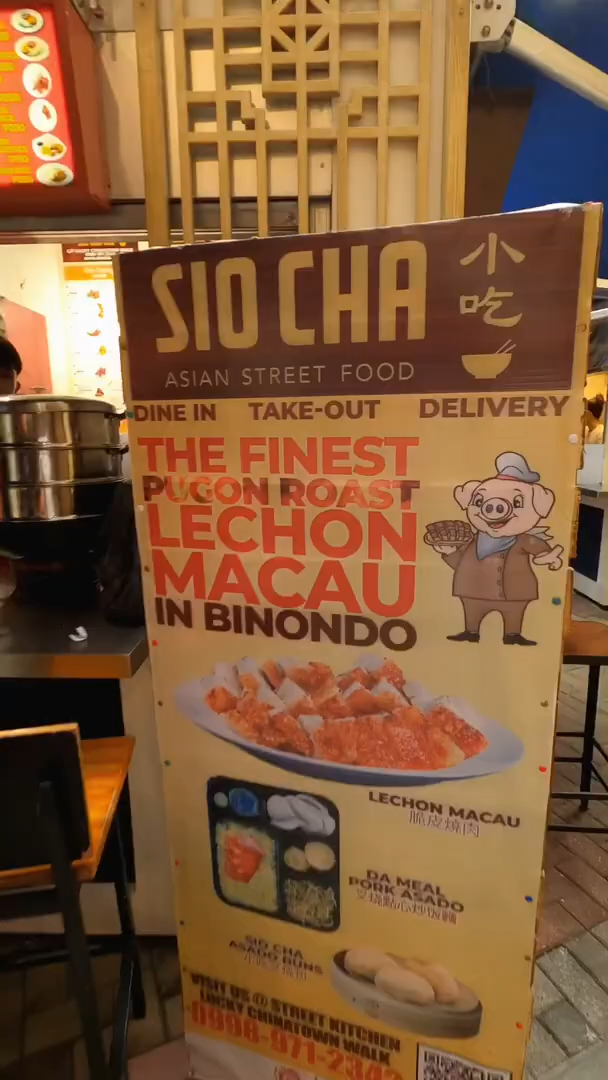 SIO CHA
小吃
ASIAN STREET FOOD
DINE IN TAKE-OUT DELIVERY
THE FINEST
PUGON ROAST
LECHON
MACAU
IN BINONDO
LECHON MACAU
脆皮燒肉
DA MEAL
PORK ASADO
SIO CHA
ASADO BUNS
VISIT US @ STREET KITCHEN
LUCKY CHINATOWN WALK
0998-971-2342